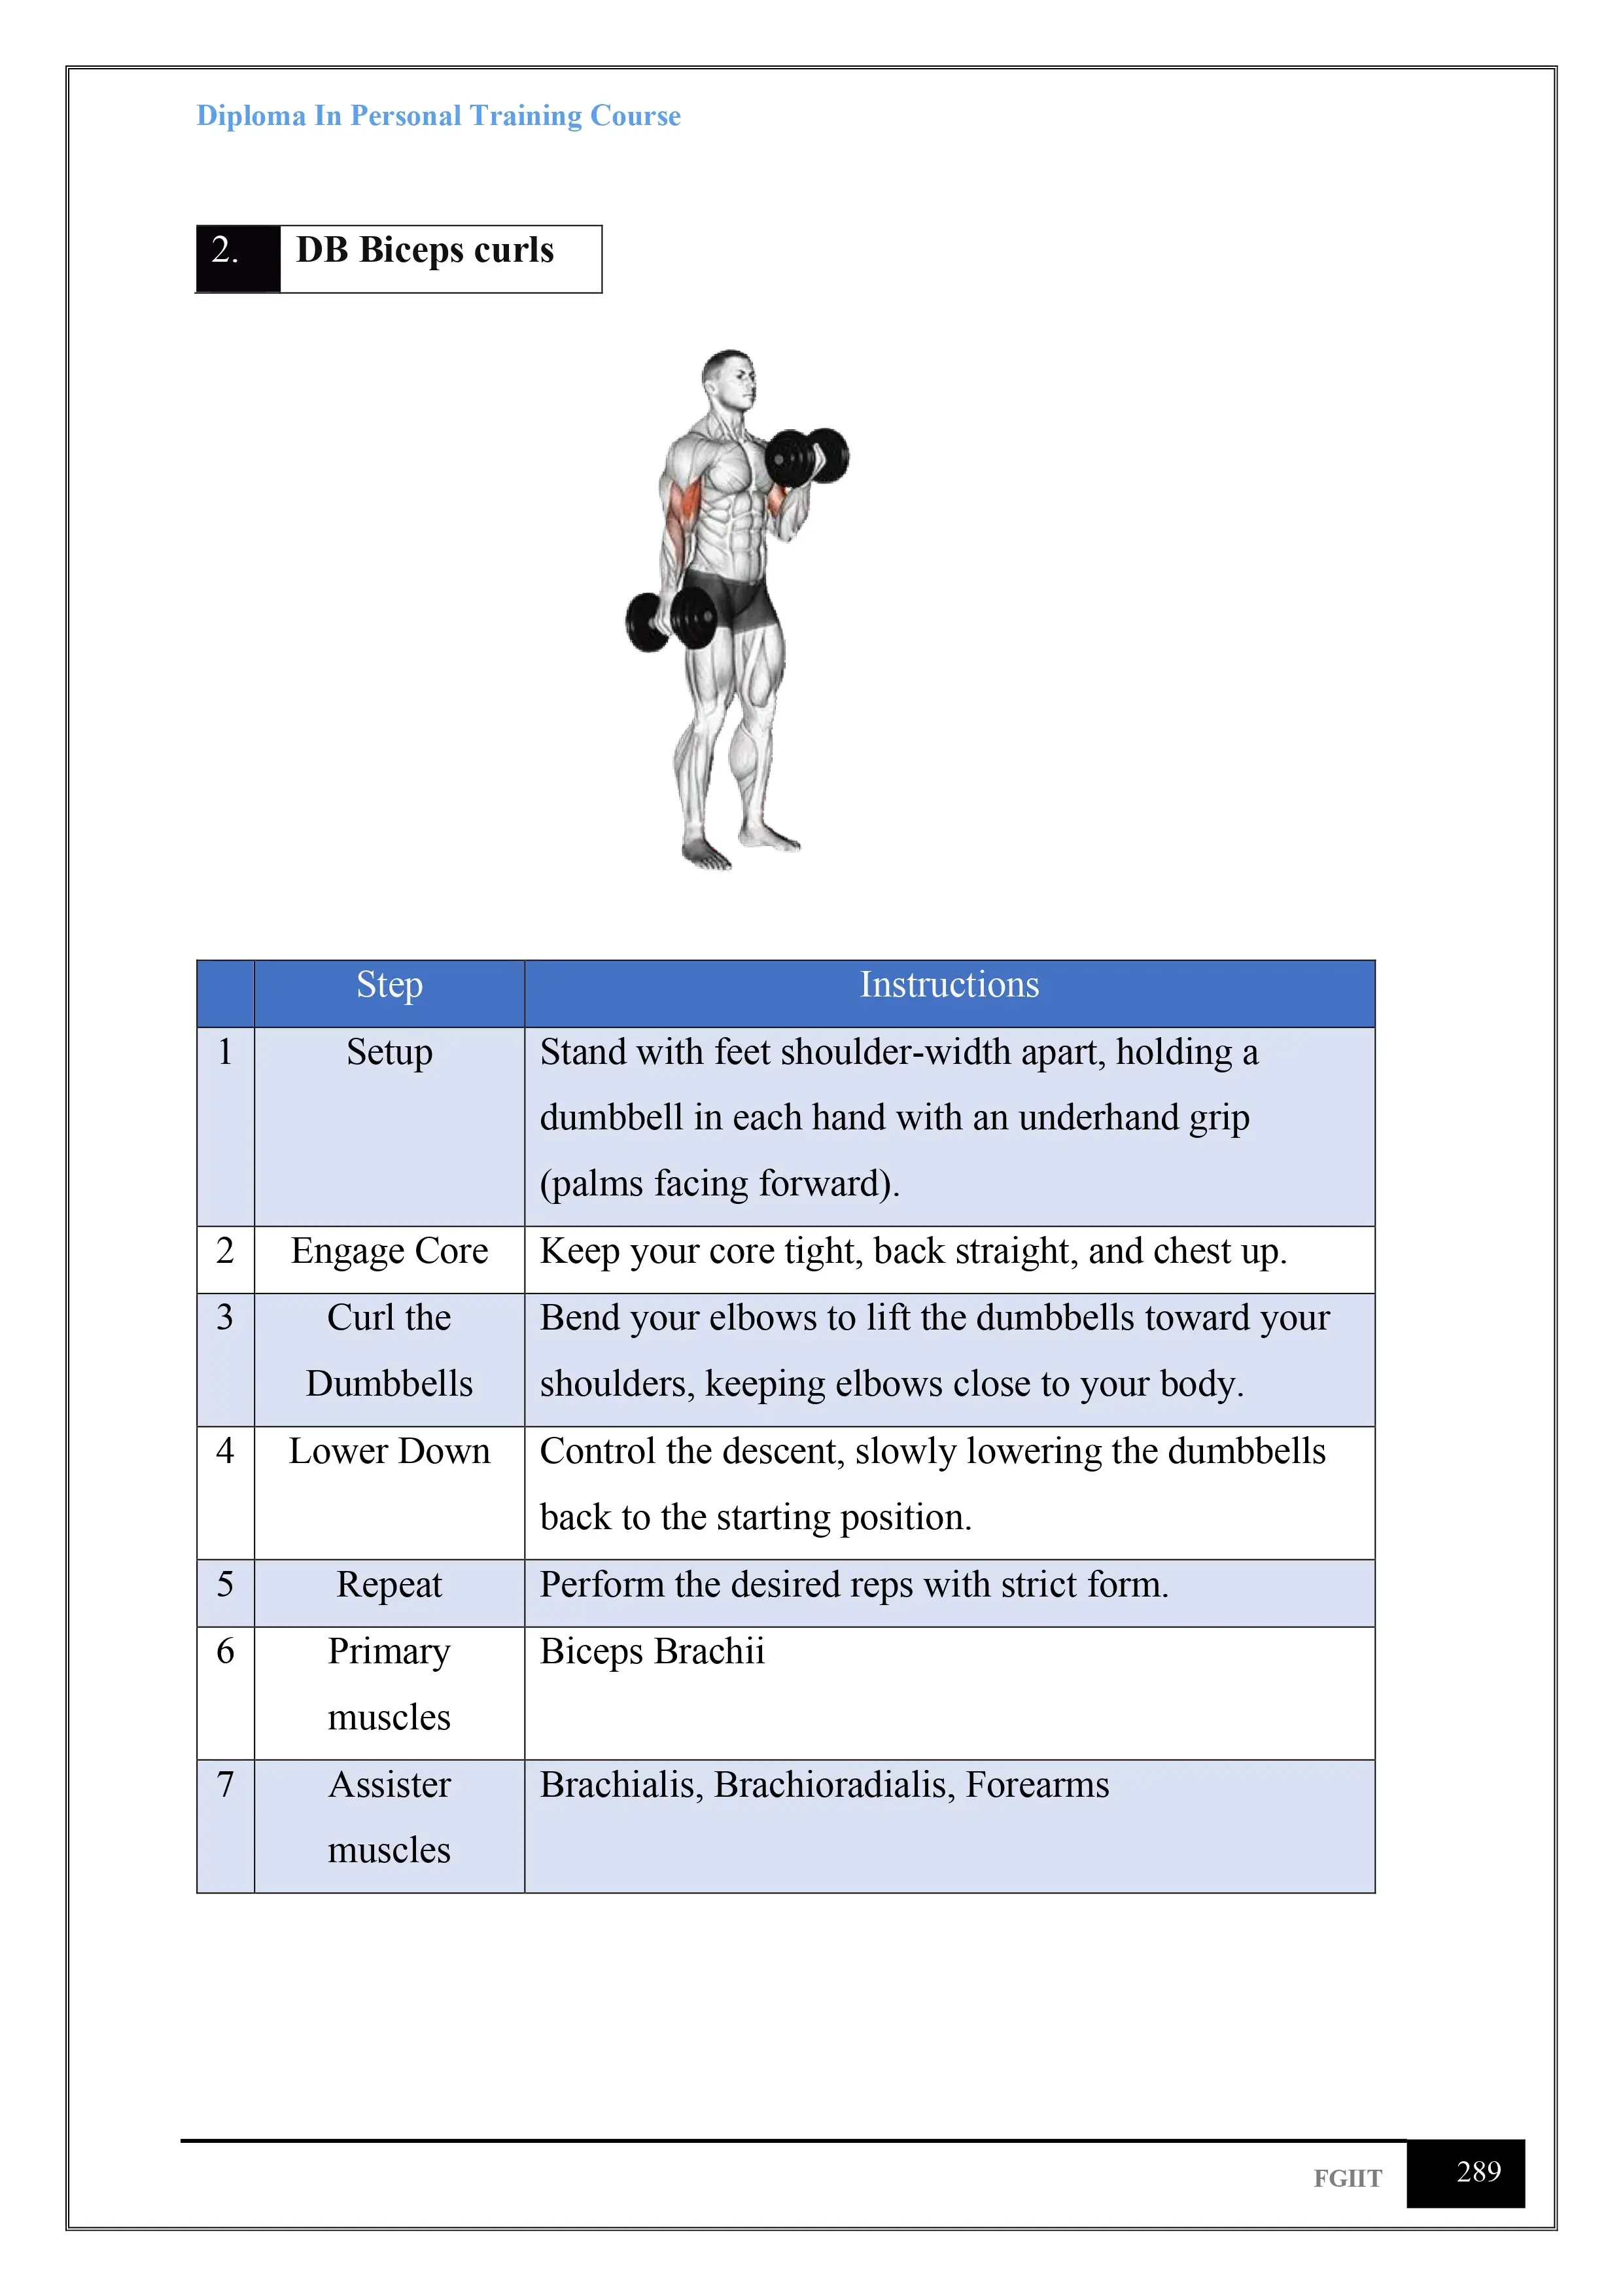 Diploma In Personal Training Course
2. DB Biceps curls
Step Instructions
1 Setup Stand with feet shoulder-width apart, holding a
dumbbell in each hand with an underhand grip
(palms facing forward).
2 Engage Core Keep your core tight, back straight, and chest up.
3 Curl the Bend your elbows to lift the dumbbells toward your
Dumbbells shoulders, keeping elbows close to your body.
4 Lower Down Control the descent, slowly lowering the dumbbells
back to the starting position.
5 Repeat Perform the desired reps with strict form.
6 Primary Biceps Brachii
muscles
7 Assister Brachialis, Brachioradialis, Forearms
muscles
FGIIT 289